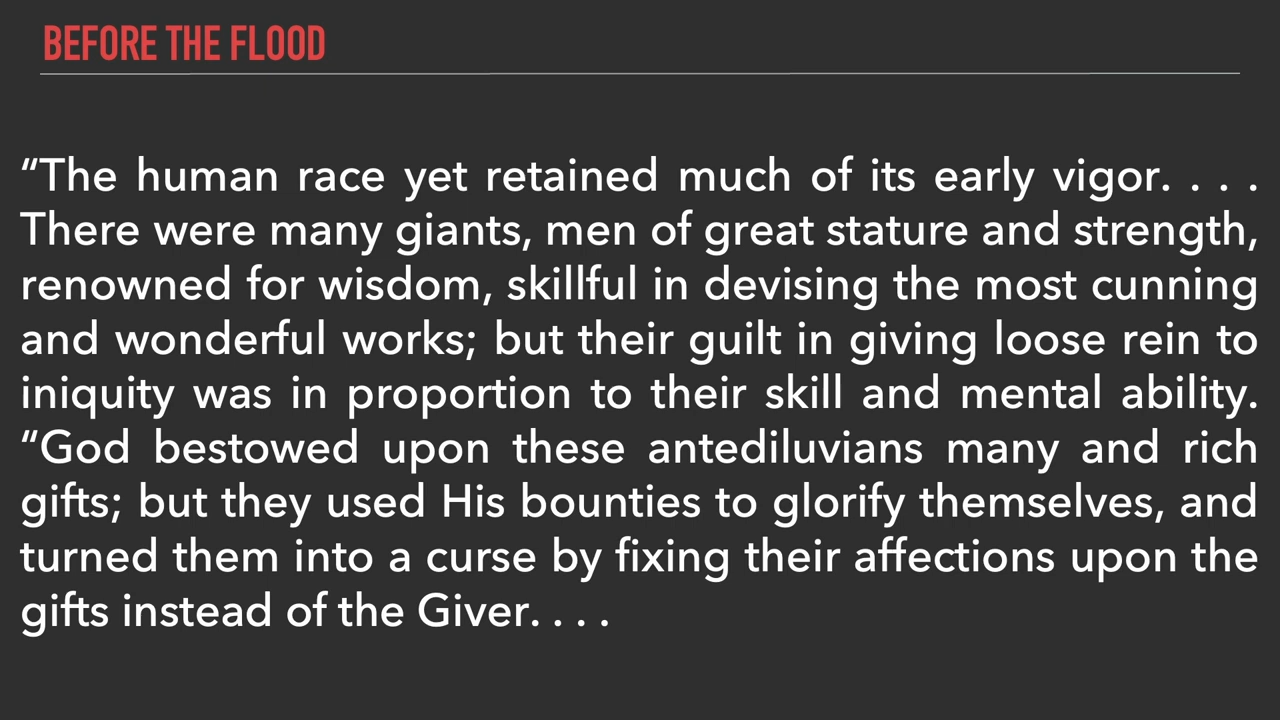 BEFORE THE FLOOD
“The human race yet retained much of its early vigor. . . .
There were many giants, men of great stature and strength,
renowned for wisdom, skillful in devising the most cunning
and wonderful works; but their guilt in giving loose rein to
iniquity was in proportion to their skill and mental ability.
“God bestowed upon these antediluvians many and rich
gifts; but they used His bounties to glorify themselves, and
turned them into a curse by fixing their affections upon the
gifts instead of the Giver. . . .